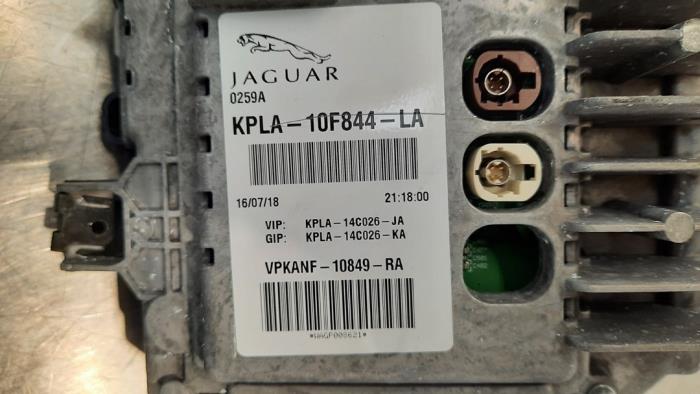 JAGUAR
0259A
KPLA-10F844-LA
16/07/18 21:18:00
VIP: KPLA-14C026-JA
GIP: KPLA-14C026-KA
VPKANF-10849-RA
*WAGP008621*